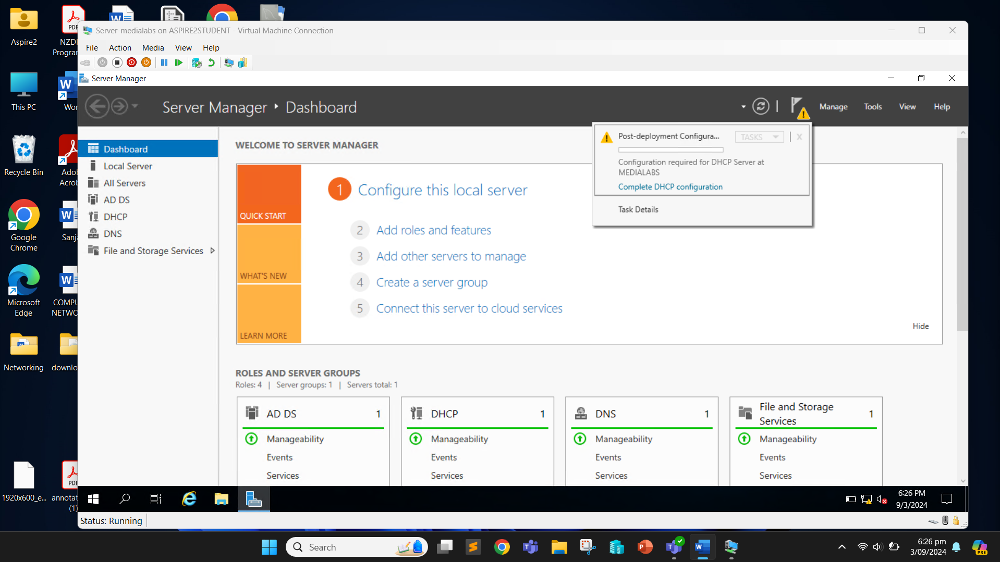 Aspire2
NZDI
Program
This PC
Wor
Recycle Bin
Adol
Acrob
Google
Chrome
Sanja
Microsoft
Edge
COMPU
NETWO
Networking
downlo
1920x600_e...
annotat
(1)
Server-medialabs on ASPIRE2STUDENT - Virtual Machine Connection
File Action Media View Help
Server Manager
Server Manager ‣ Dashboard
Manage Tools View Help
Dashboard
Local Server
All Servers
AD DS
DHCP
DNS
File and Storage Services
WELCOME TO SERVER MANAGER
QUICK START
WHAT'S NEW
LEARN MORE
1 Configure this local server
2 Add roles and features
3 Add other servers to manage
4 Create a server group
5 Connect this server to cloud services
Hide
Post-deployment Configura...
TASKS
X
Configuration required for DHCP Server at
MEDIALABS
Complete DHCP configuration
Task Details
ROLES AND SERVER GROUPS
Roles: 4 | Server groups: 1 | Servers total: 1
AD DS 1
Manageability
Events
Services
DHCP 1
Manageability
Events
Services
DNS 1
Manageability
Events
Services
File and Storage
Services 1
Manageability
Events
Services
6:26 PM
9/3/2024
Status: Running
Search
6:26 pm
3/09/2024
PRE